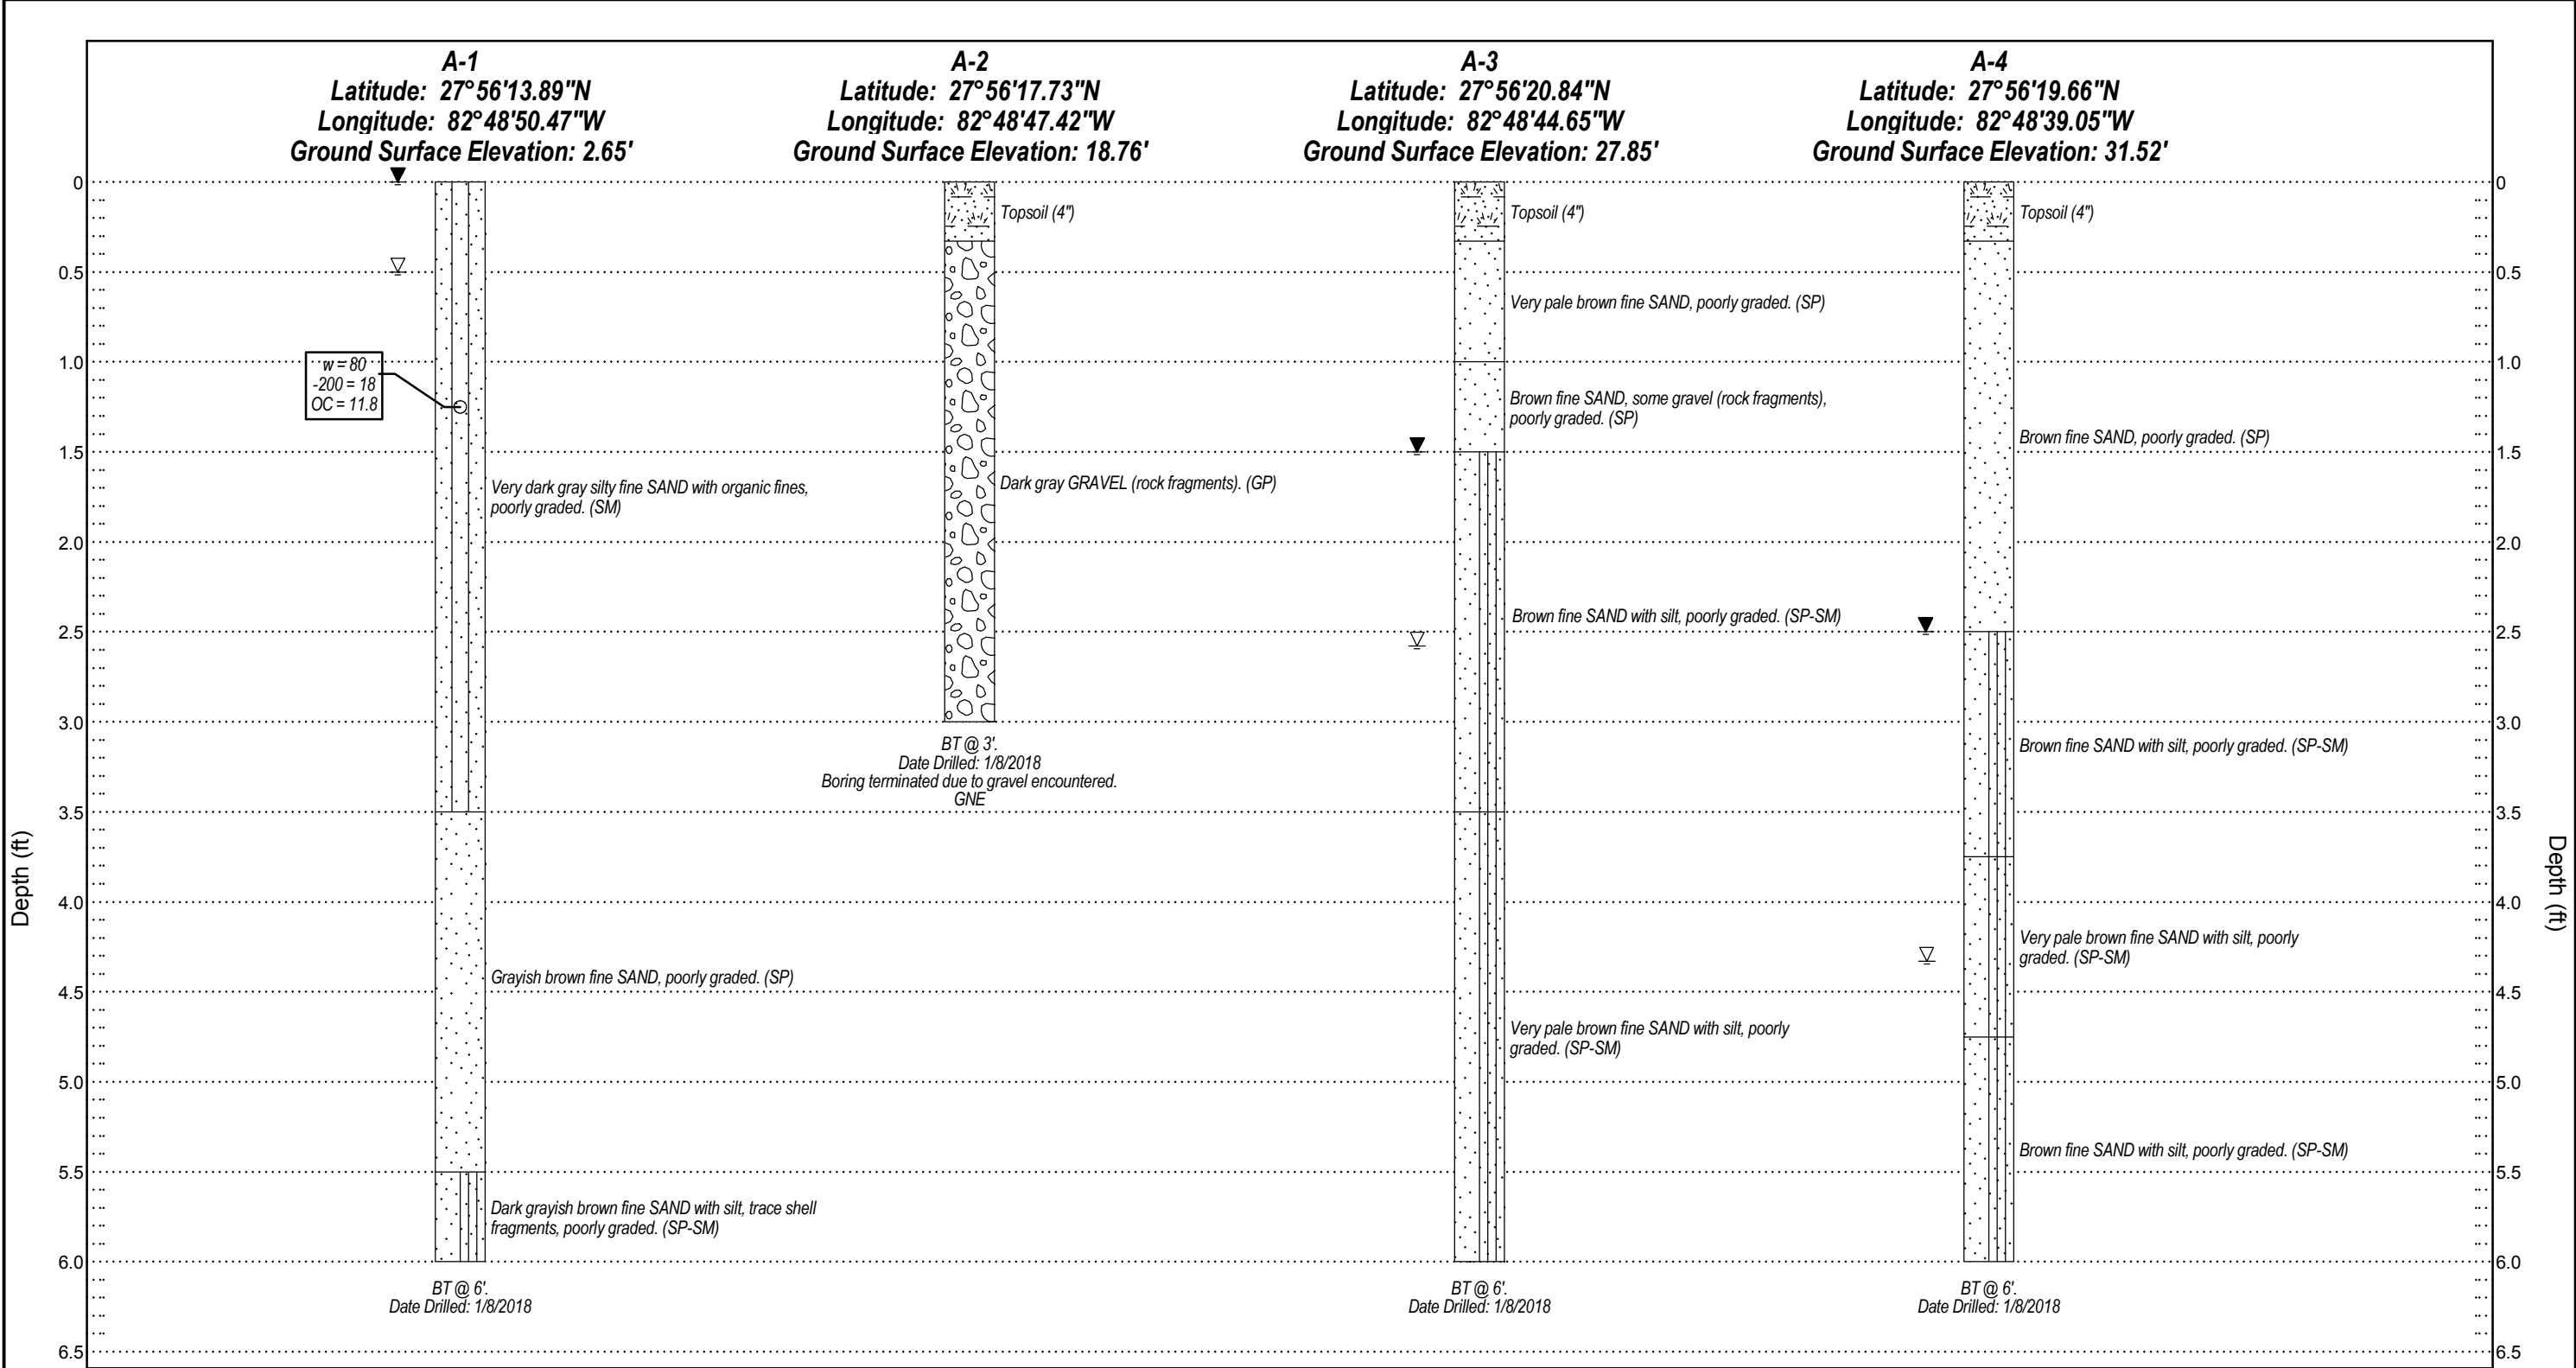 A-1
Latitude: 27°56'13.89"N
Longitude: 82°48'50.47"W
Ground Surface Elevation: 2.65'
A-2
Latitude: 27°56'17.73"N
Longitude: 82°48'47.42"W
Ground Surface Elevation: 18.76'
A-3
Latitude: 27°56'20.84"N
Longitude: 82°48'44.65"W
Ground Surface Elevation: 27.85'
A-4
Latitude: 27°56'19.66"N
Longitude: 82°48'39.05"W
Ground Surface Elevation: 31.52'
Depth (ft)
0
0.5
1.0
1.5
2.0
2.5
3.0
3.5
4.0
4.5
5.0
5.5
6.0
6.5
w = 80
-200 = 18
OC = 11.8
Very dark gray silty fine SAND with organic fines,
poorly graded. (SM)
Grayish brown fine SAND, poorly graded. (SP)
Dark grayish brown fine SAND with silt, trace shell
fragments, poorly graded. (SP-SM)
BT @ 6'.
Date Drilled: 1/8/2018
Topsoil (4")
Dark gray GRAVEL (rock fragments). (GP)
BT @ 3'.
Date Drilled: 1/8/2018
Boring terminated due to gravel encountered.
GNE
Topsoil (4")
Very pale brown fine SAND, poorly graded. (SP)
Brown fine SAND, some gravel (rock fragments),
poorly graded. (SP)
Brown fine SAND with silt, poorly graded. (SP-SM)
Very pale brown fine SAND with silt, poorly
graded. (SP-SM)
BT @ 6'.
Date Drilled: 1/8/2018
Topsoil (4")
Brown fine SAND, poorly graded. (SP)
Brown fine SAND with silt, poorly graded. (SP-SM)
Very pale brown fine SAND with silt, poorly
graded. (SP-SM)
Brown fine SAND with silt, poorly graded. (SP-SM)
BT @ 6'.
Date Drilled: 1/8/2018
0
0.5
1.0
1.5
2.0
2.5
3.0
3.5
4.0
4.5
5.0
5.5
6.0
6.5
Depth (ft)